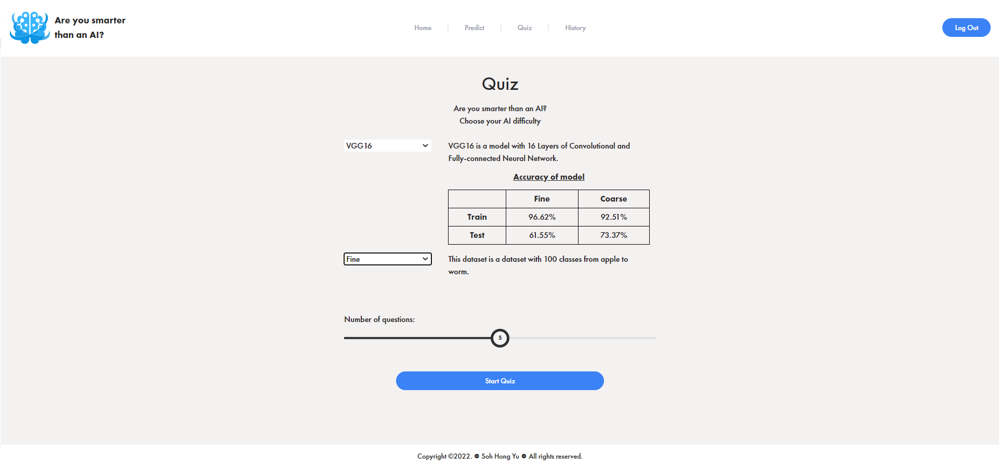 Are you smarter
than an AI?
Home
Predict
Quiz
History
Log Out
Quiz
Are you smarter than an AI?
Choose your AI difficulty
VGG16
VGG16 is a model with 16 Layers of Convolutional and
Fully-connected Neural Network.
Accuracy of model
Fine Coarse
Train 96.62% 92.51%
Test 61.55% 73.37%
Fine
This dataset is a dataset with 100 classes from apple to
worm.
Number of questions:
5
Start Quiz
Copyright ©2022. ⚉ Soh Hong Yu ⚉ All rights reserved.